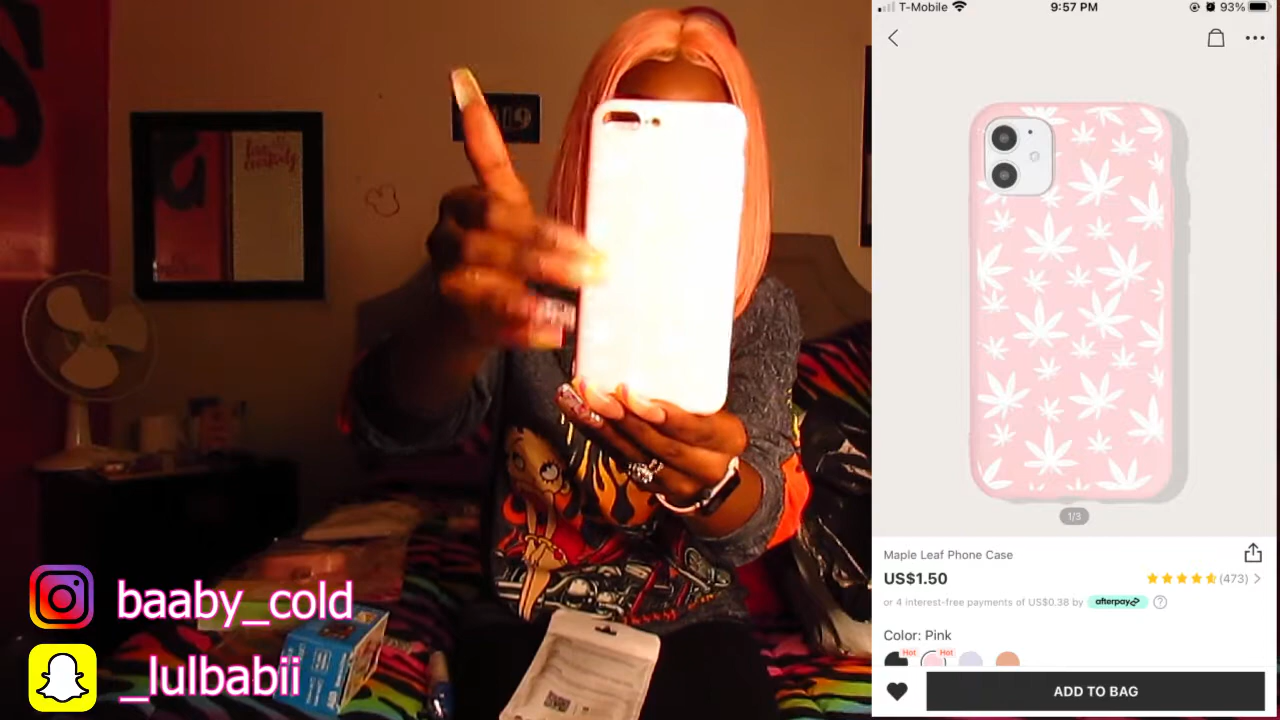 baaby_cold
_lulbabii
T-Mobile
9:57 PM
93%
1/3
Maple Leaf Phone Case
US$1.50
(473)
or 4 interest-free payments of US$0.38 by afterpay
?
Color: Pink
Hot
Hot
ADD TO BAG